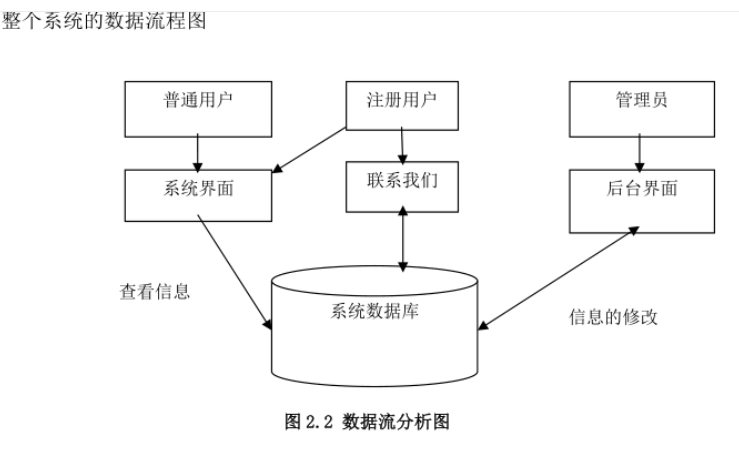 整个系统的数据流程图
普通用户
注册用户
管理员
系统界面
联系我们
后台界面
查看信息
系统数据库
信息的修改
图 2.2 数据流分析图